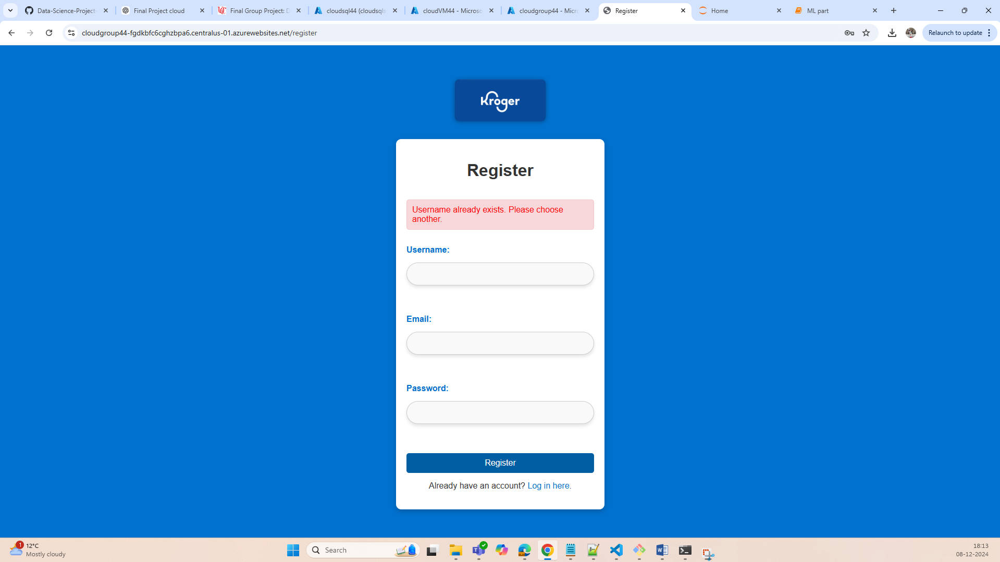 Data-Science-Project-
Final Project cloud
Final Group Project: D
cloudsql44 (cloudsqls
cloudVM44 - Microso
cloudgroup44 - Micro
Register
Home
ML part
cloudgroup44-fgdkbfc6cghzbpa6.centralus-01.azurewebsites.net/register
Relaunch to update
Kroger
Register
Username already exists. Please choose
another.
Username:
Email:
Password:
Register
Already have an account? Log in here.
1
12°C
Mostly cloudy
Search
18:13
08-12-2024